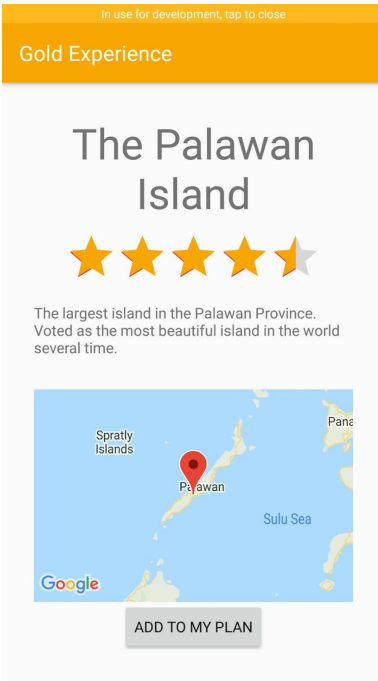 In use for development, tap to close
Gold Experience
The Palawan
Island
The largest island in the Palawan Province.
Voted as the most beautiful island in the world
several time.
Pana
Spratly
Islands
Palawan
Sulu Sea
Google
ADD TO MY PLAN